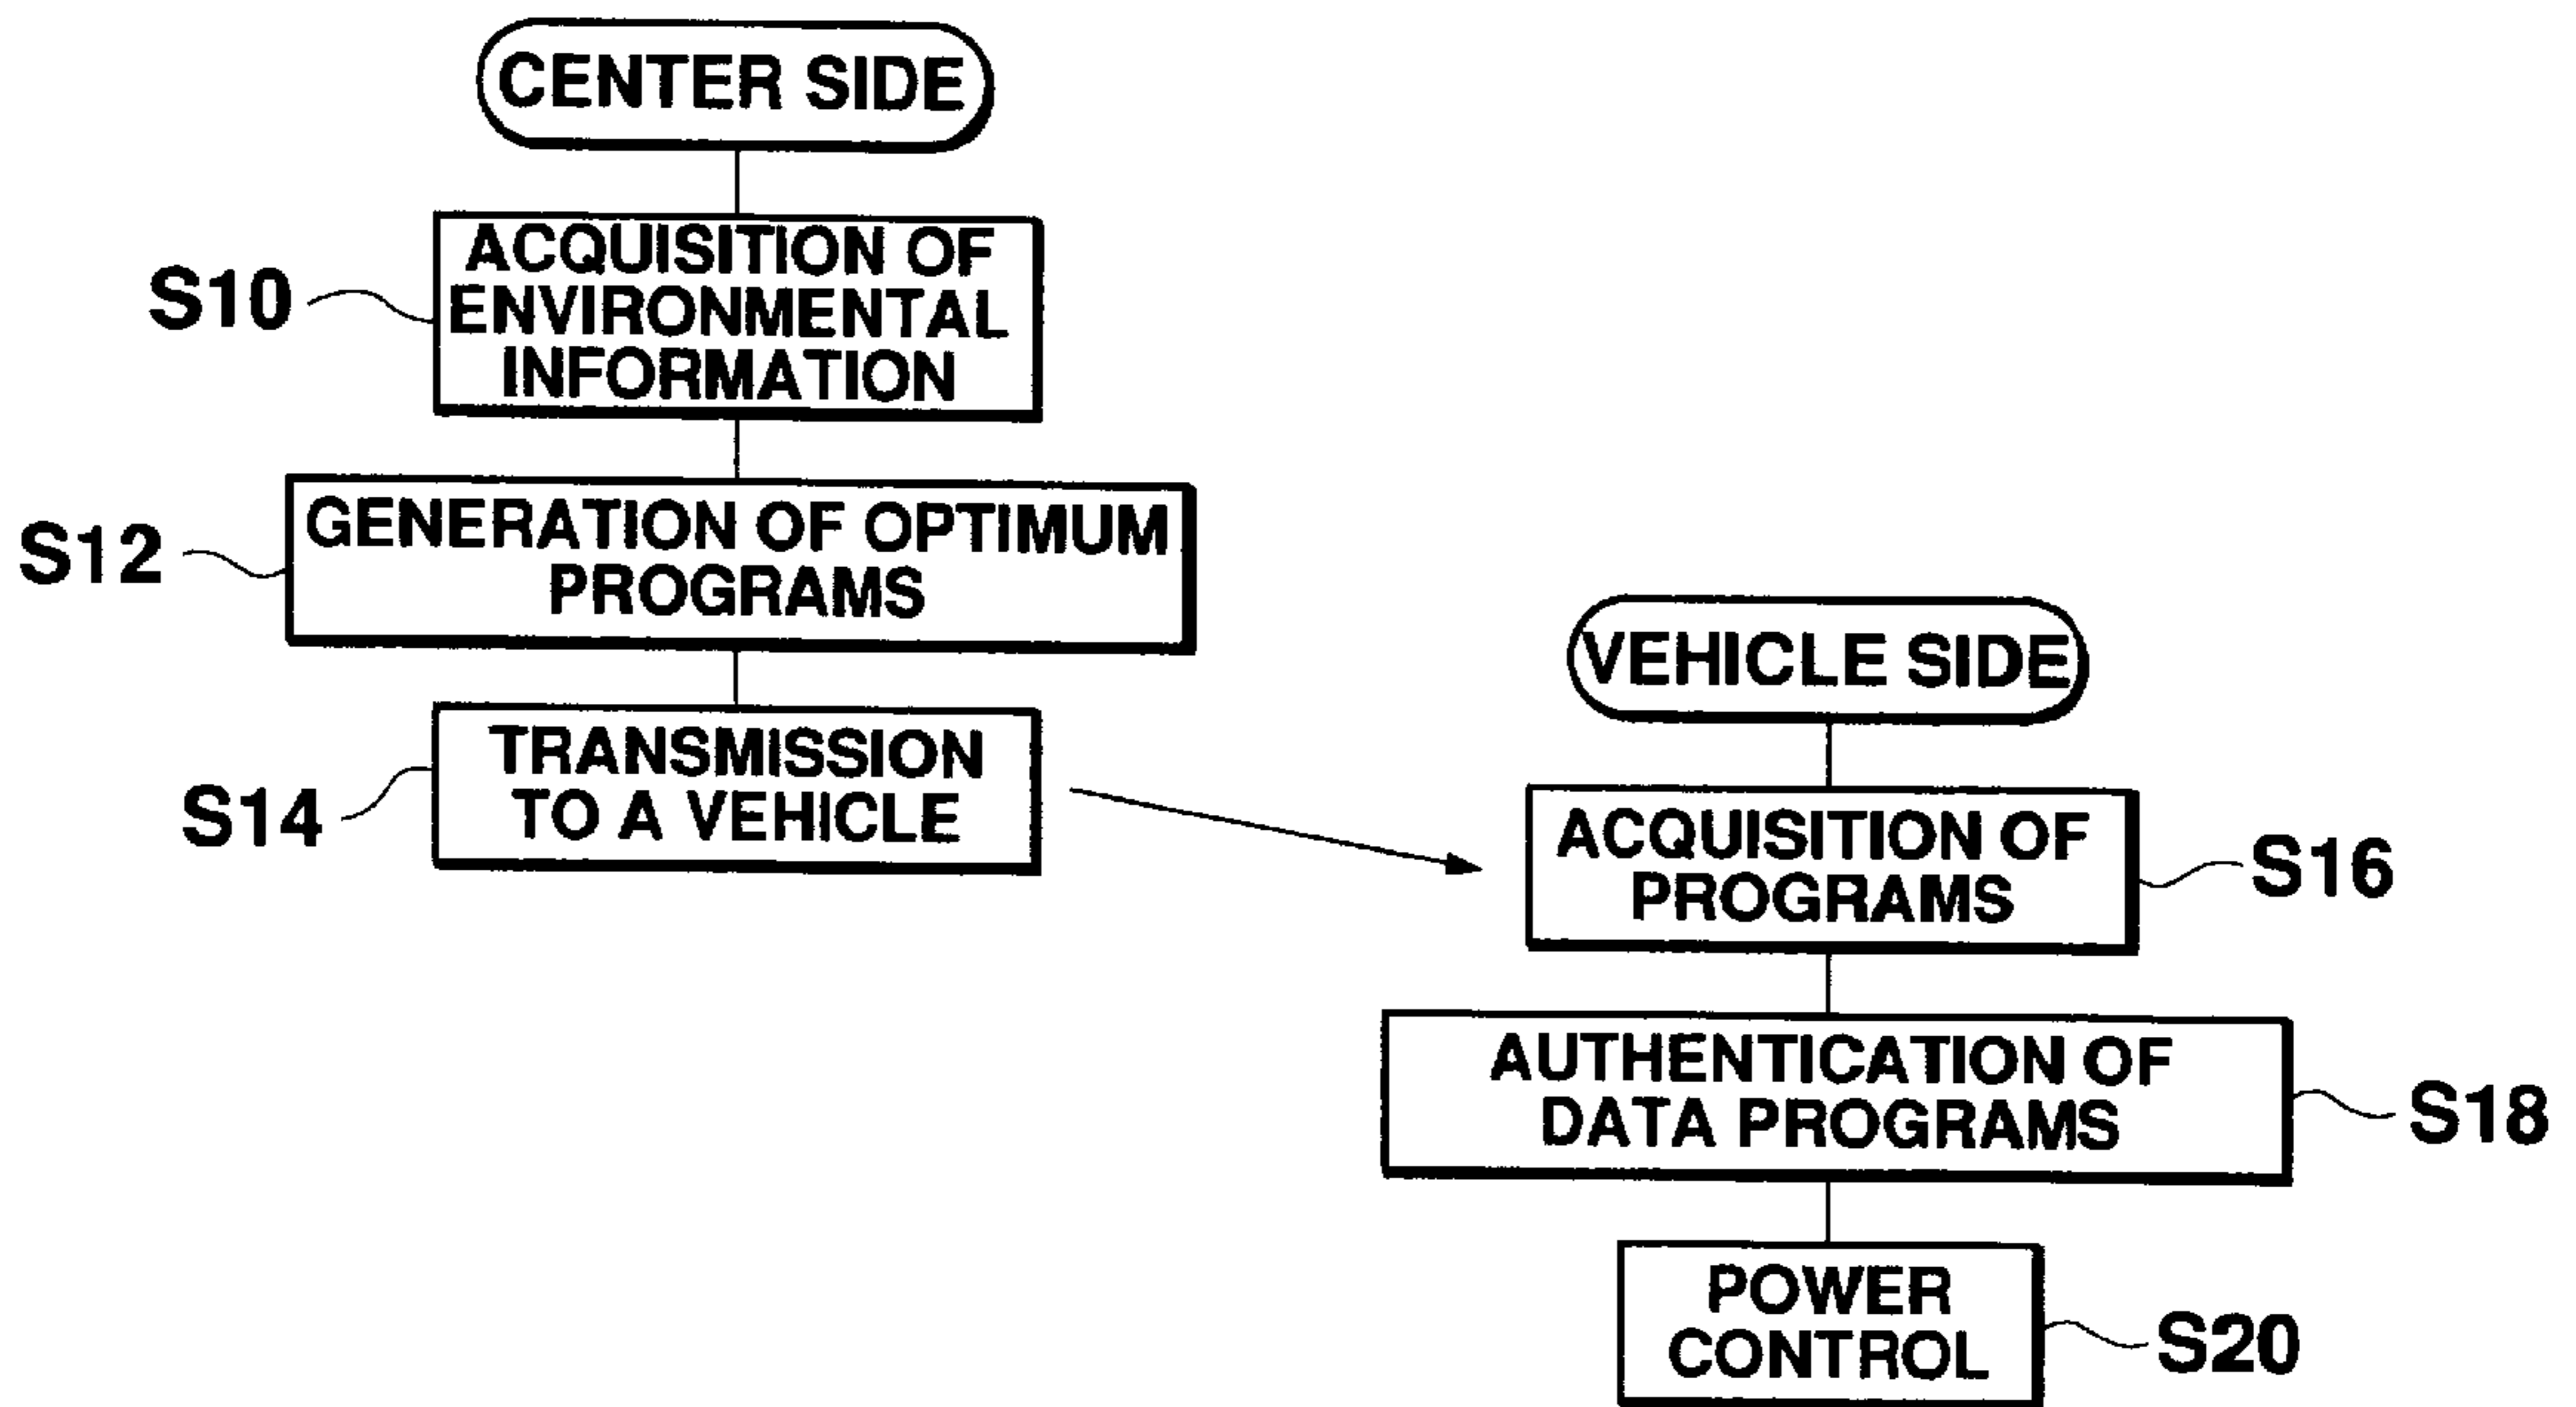 CENTER SIDE
S10
ACQUISITION OF
ENVIRONMENTAL
INFORMATION
S12
GENERATION OF OPTIMUM
PROGRAMS
S14
TRANSMISSION
TO A VEHICLE
VEHICLE SIDE
ACQUISITION OF
PROGRAMS
S16
AUTHENTICATION OF
DATA PROGRAMS
S18
POWER
CONTROL
S20